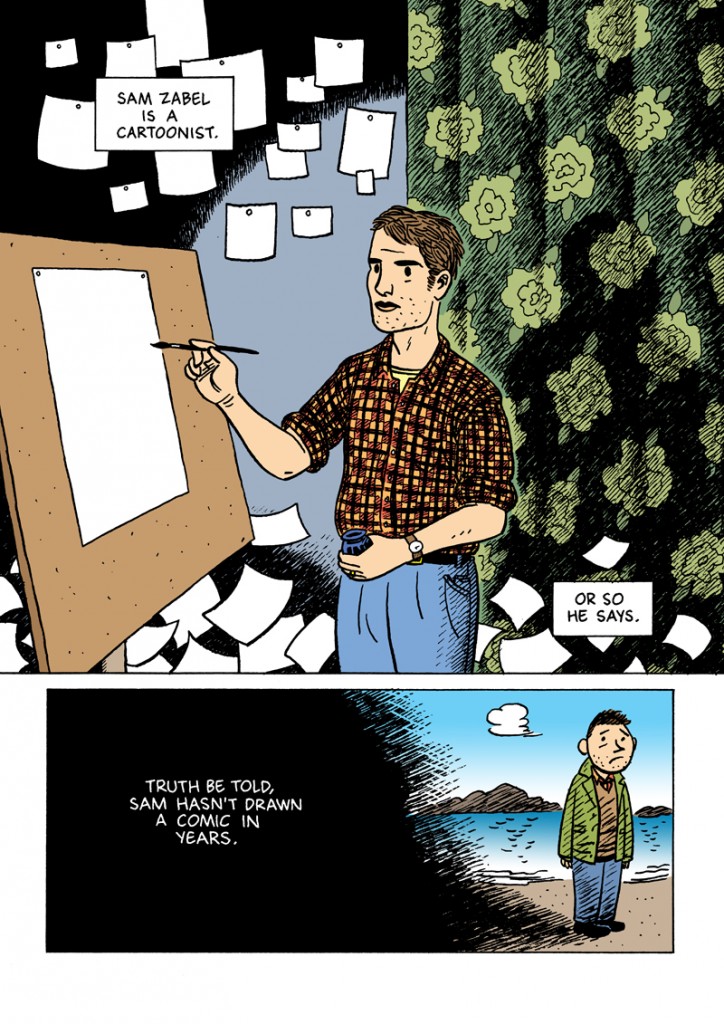 SAM ZABEL
IS A
CARTOONIST.
OR SO
HE SAYS.
TRUTH BE TOLD,
SAM HASN'T DRAWN
A COMIC IN
YEARS.